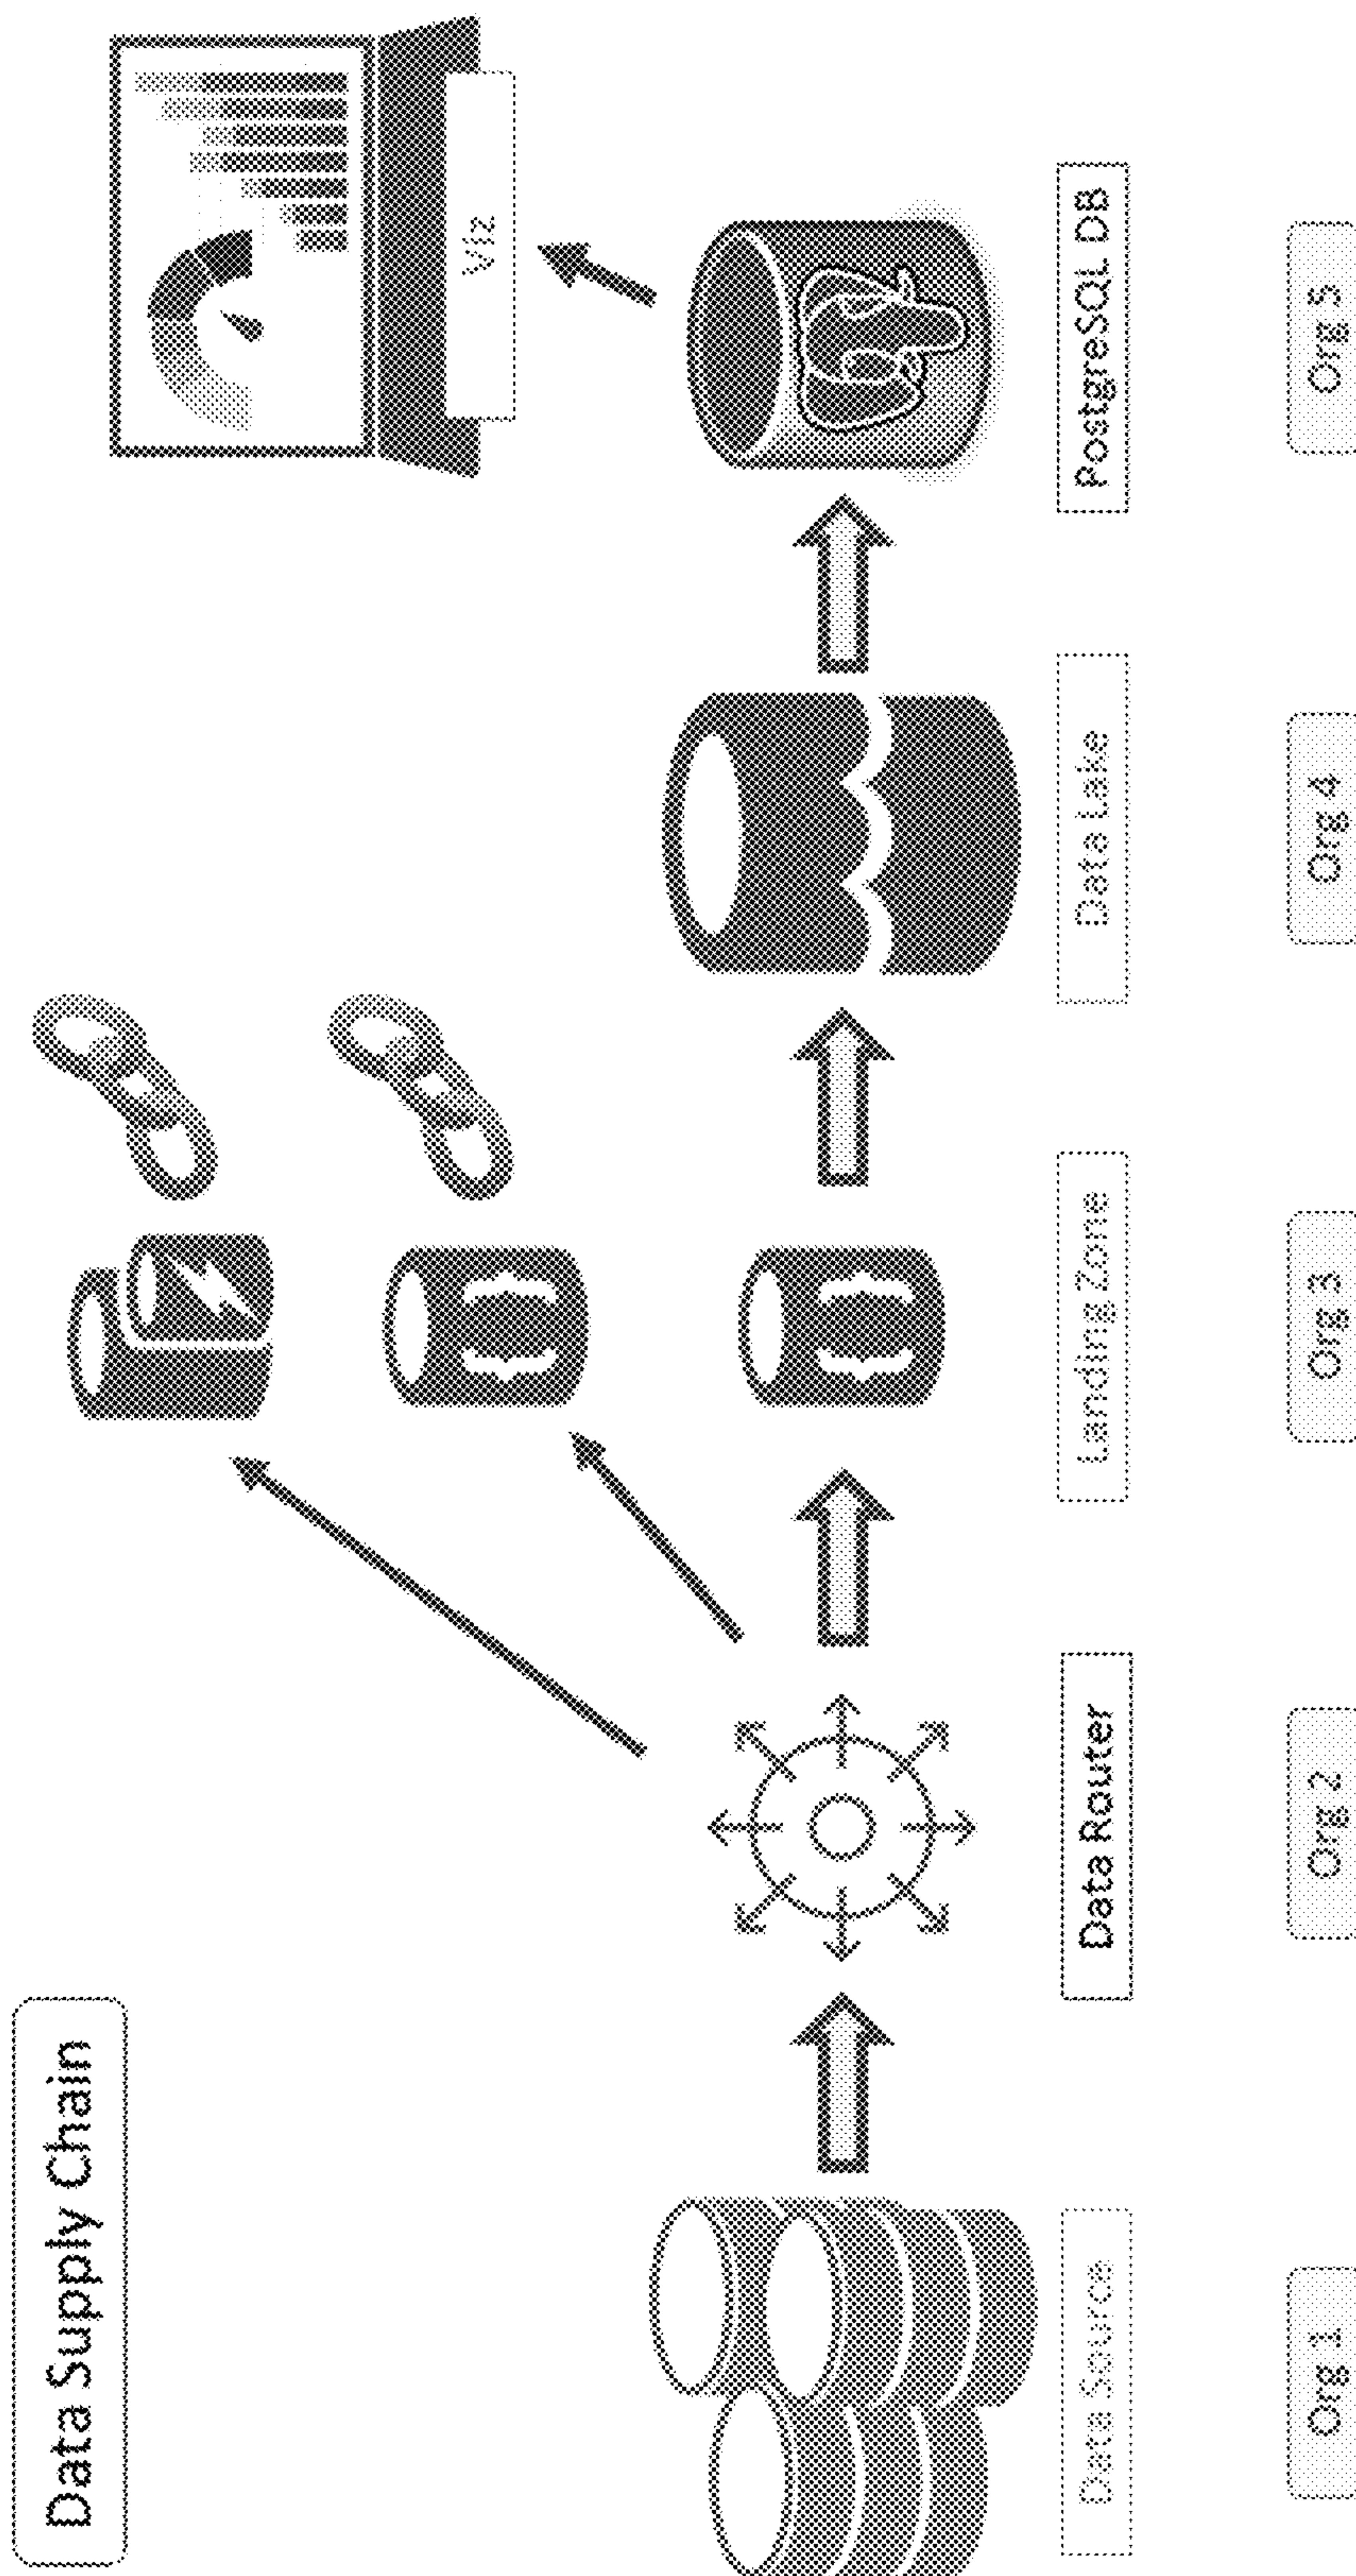 Data Supply Chain
Viz
Data Source
Data Router
Landing Zone
Data Lake
PostgreSQL DB
Org 1
Org 2
Org 3
Org 4
Org 5